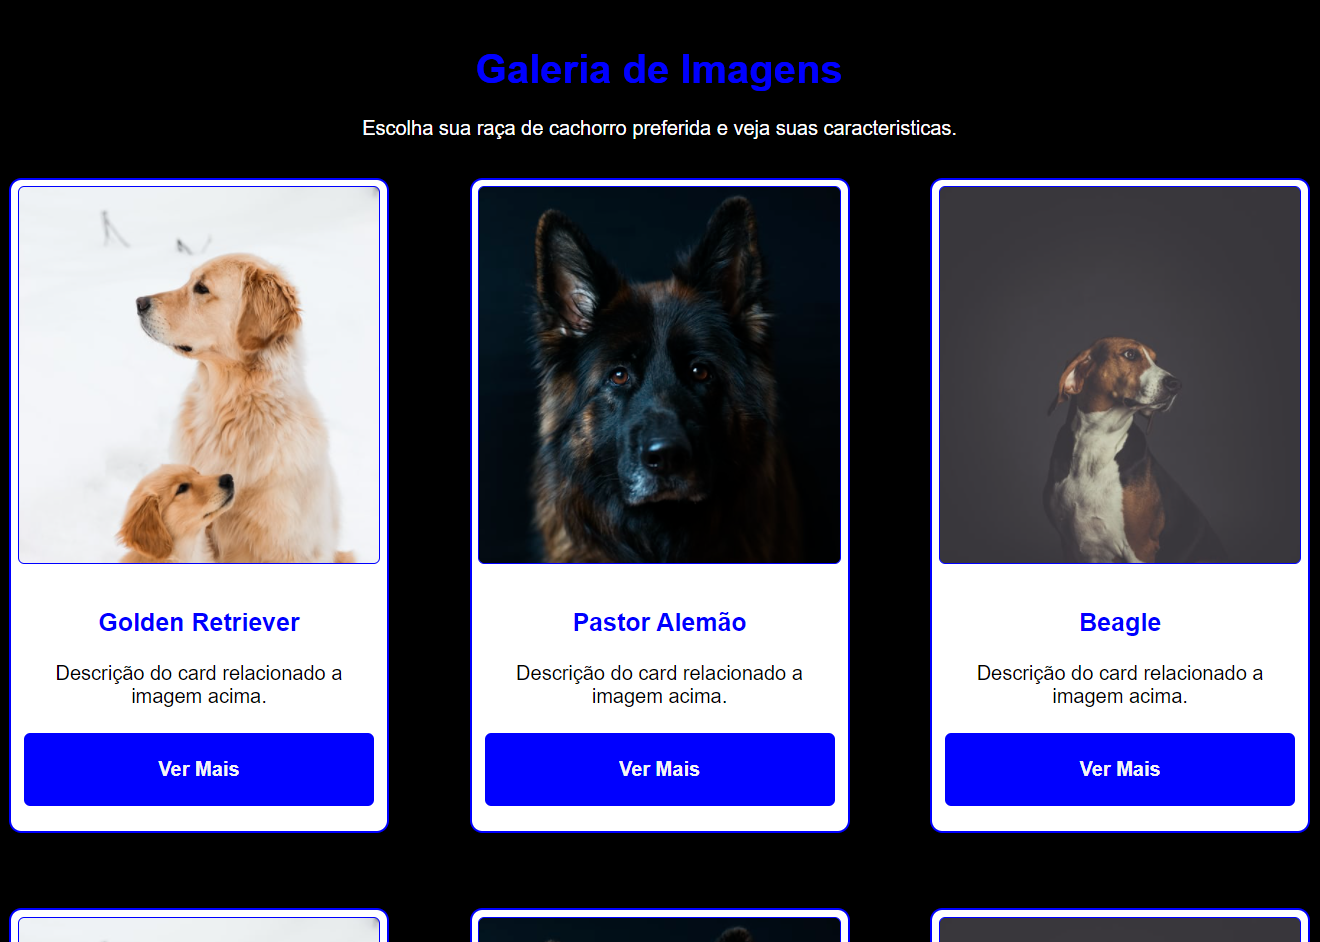 Galeria de Imagens
Escolha sua raça de cachorro preferida e veja suas caracteristicas.
Golden Retriever
Descrição do card relacionado a
imagem acima.
Ver Mais
Pastor Alemão
Descrição do card relacionado a
imagem acima.
Ver Mais
Beagle
Descrição do card relacionado a
imagem acima.
Ver Mais